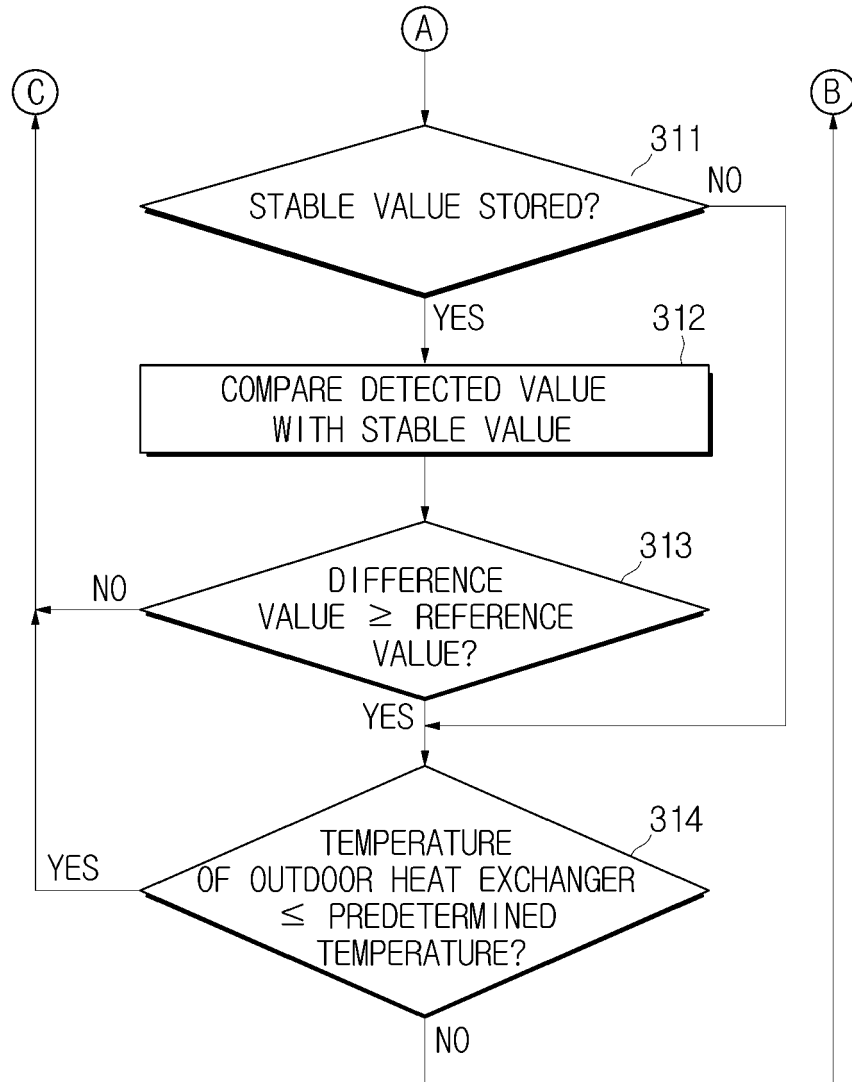 A
C
B
311
STABLE VALUE STORED?
NO
YES
312
COMPARE DETECTED VALUE
WITH STABLE VALUE
313
DIFFERENCE
VALUE ≥ REFERENCE
VALUE?
NO
YES
314
TEMPERATURE
OF OUTDOOR HEAT EXCHANGER
≤ PREDETERMINED
TEMPERATURE?
YES
NO